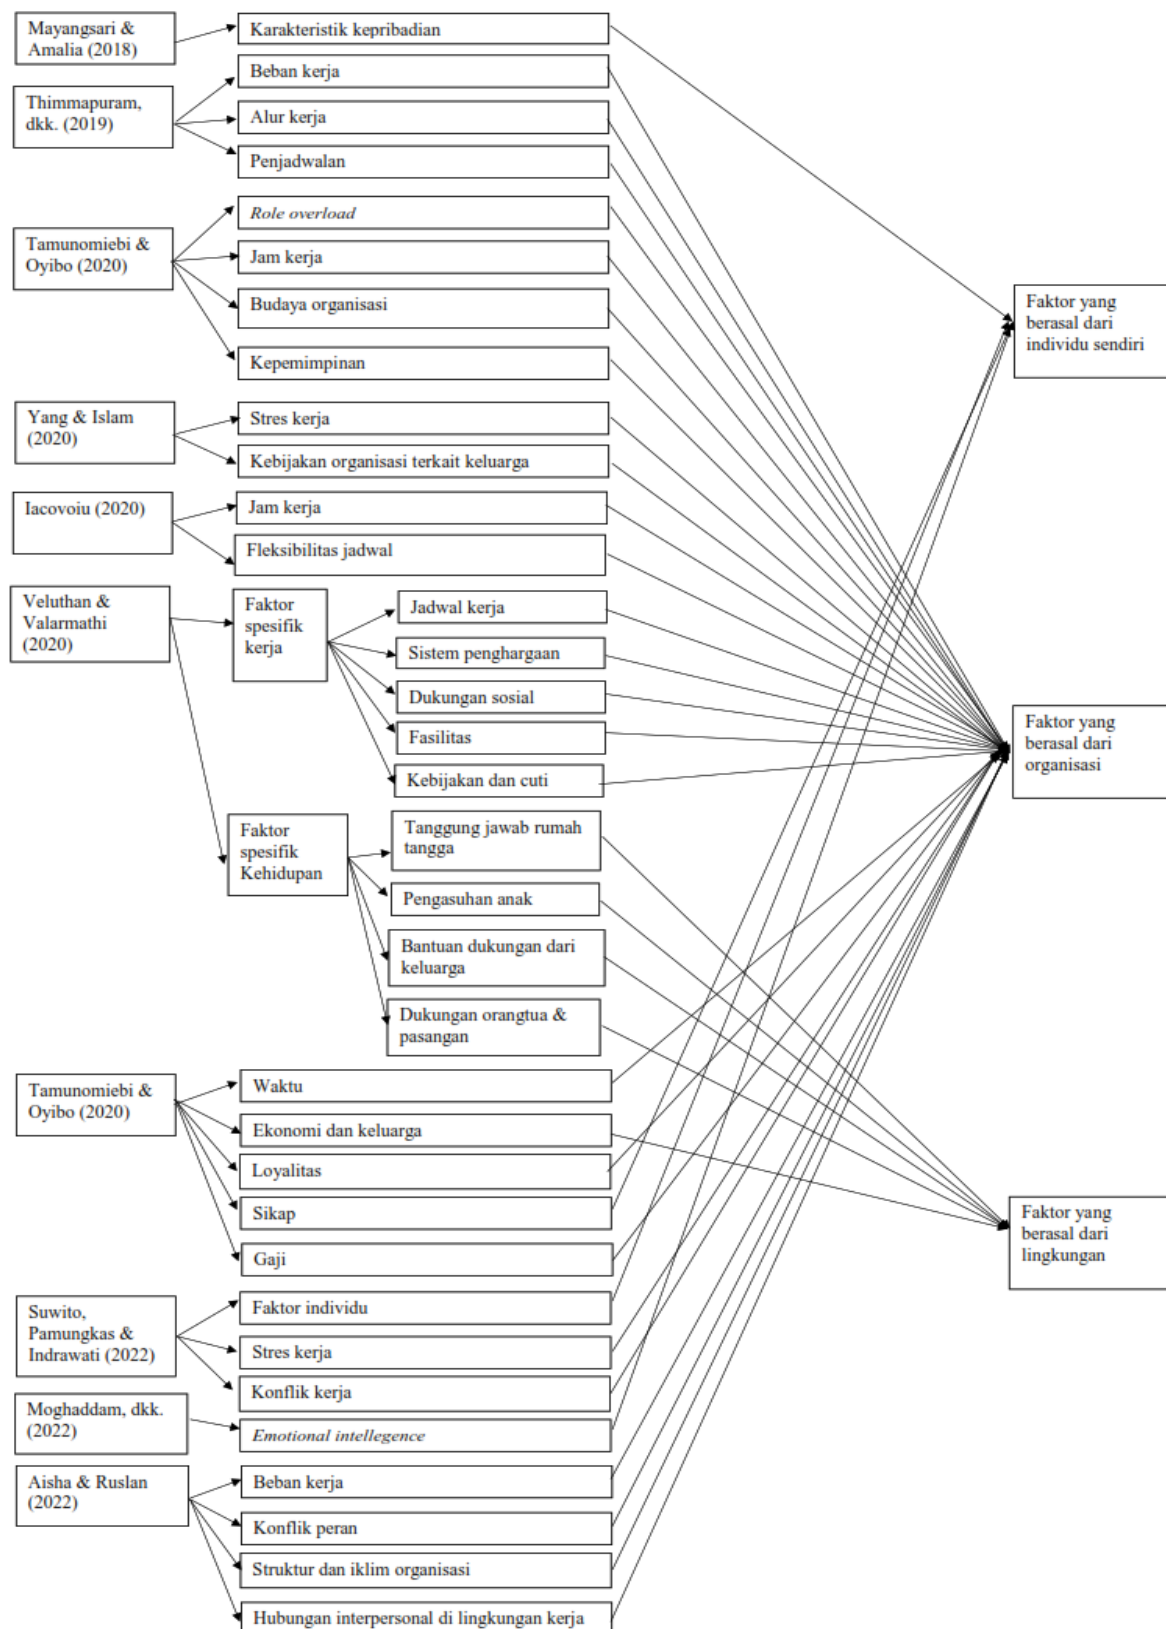 Mayangsari &
Amalia (2018)
Karakteristik kepribadian
Thimmapuram,
dkk. (2019)
Beban kerja
Alur kerja
Penjadwalan
Tamunomiebi &
Oyibo (2020)
Role overload
Jam kerja
Budaya organisasi
Kepemimpinan
Yang & Islam
(2020)
Stres kerja
Kebijakan organisasi terkait keluarga
Iacovoiu (2020)
Jam kerja
Fleksibilitas jadwal
Veluthan &
Valarmathi
(2020)
Faktor
spesifik
kerja
Jadwal kerja
Sistem penghargaan
Dukungan sosial
Fasilitas
Kebijakan dan cuti
Faktor
spesifik
Kehidupan
Tanggung jawab rumah
tangga
Pengasuhan anak
Bantuan dukungan dari
keluarga
Dukungan orangtua &
pasangan
Tamunomiebi &
Oyibo (2020)
Waktu
Ekonomi dan keluarga
Loyalitas
Sikap
Gaji
Suwito,
Pamungkas &
Indrawati (2022)
Faktor individu
Stres kerja
Konflik kerja
Moghaddam, dkk.
(2022)
Emotional intellegence
Aisha & Ruslan
(2022)
Beban kerja
Konflik peran
Struktur dan iklim organisasi
Hubungan interpersonal di lingkungan kerja
Faktor yang
berasal dari
individu sendiri
Faktor yang
berasal dari
organisasi
Faktor yang
berasal dari
lingkungan